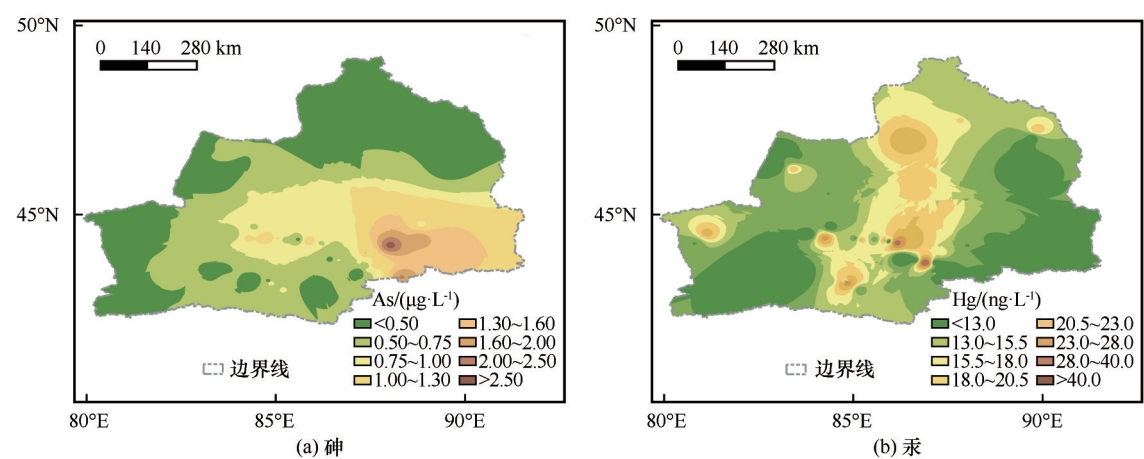 50°N
0 140 280 km
45°N
As/(μg·L⁻¹)
<0.50 1.30~1.60
0.50~0.75 1.60~2.00
0.75~1.00 2.00~2.50
1.00~1.30 >2.50
边界线
80°E 85°E 90°E
(a) 砷
50°N
0 140 280 km
45°N
Hg/(ng·L⁻¹)
<13.0 20.5~23.0
13.0~15.5 23.0~28.0
15.5~18.0 28.0~40.0
18.0~20.5 >40.0
边界线
80°E 85°E 90°E
(b) 汞